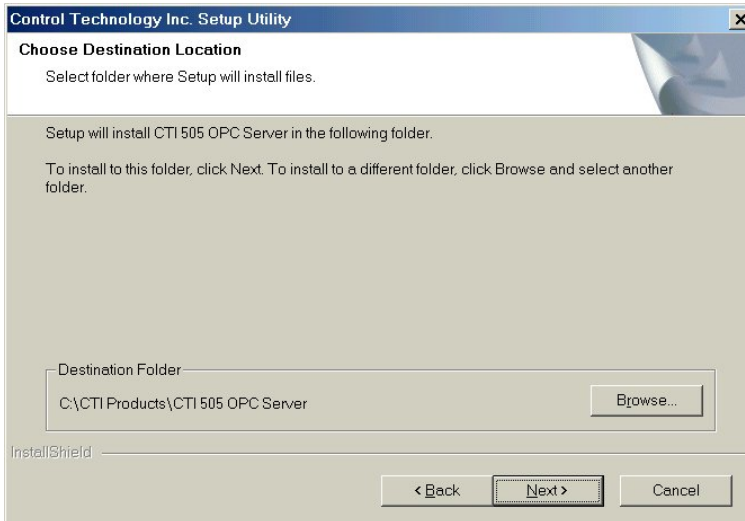 Control Technology Inc. Setup Utility
Choose Destination Location
Select folder where Setup will install files.
Setup will install CTI 505 OPC Server in the following folder.
To install to this folder, click Next. To install to a different folder, click Browse and select another
folder.
Destination Folder
C:\CTI Products\CTI 505 OPC Server
Browse...
InstallShield
< Back
Next >
Cancel